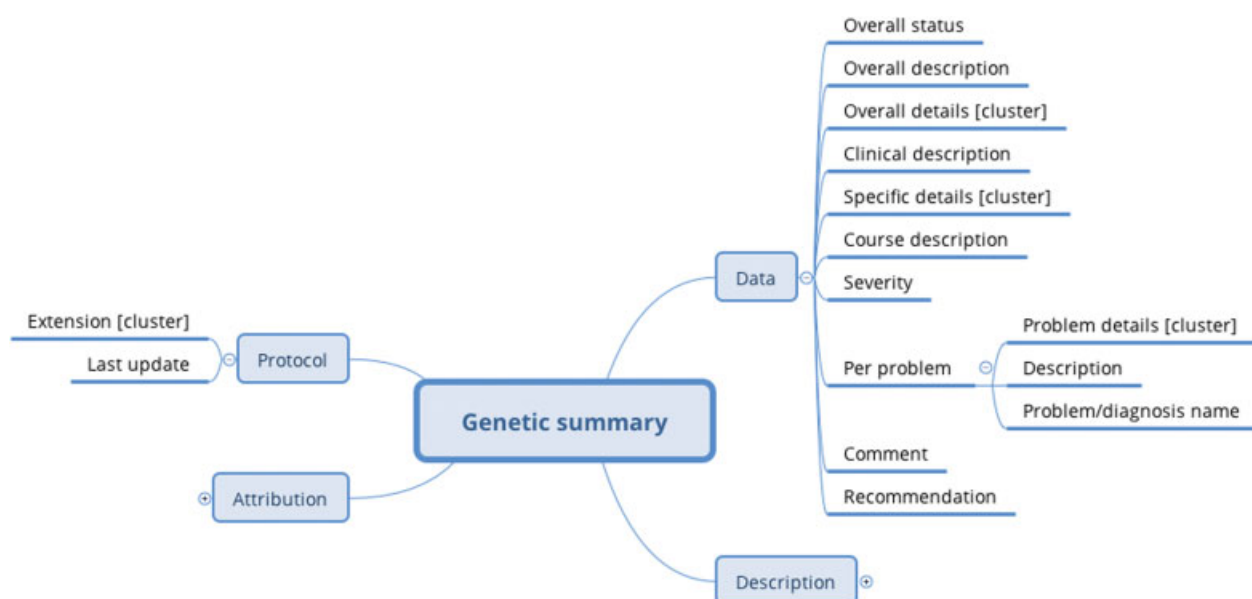 Overall status
Overall description
Overall details [cluster]
Clinical description
Specific details [cluster]
Course description
Data
Severity
Extension [cluster]
Problem details [cluster]
Protocol
Last update
Per problem
Description
Problem/diagnosis name
Genetic summary
Comment
Attribution
Recommendation
Description